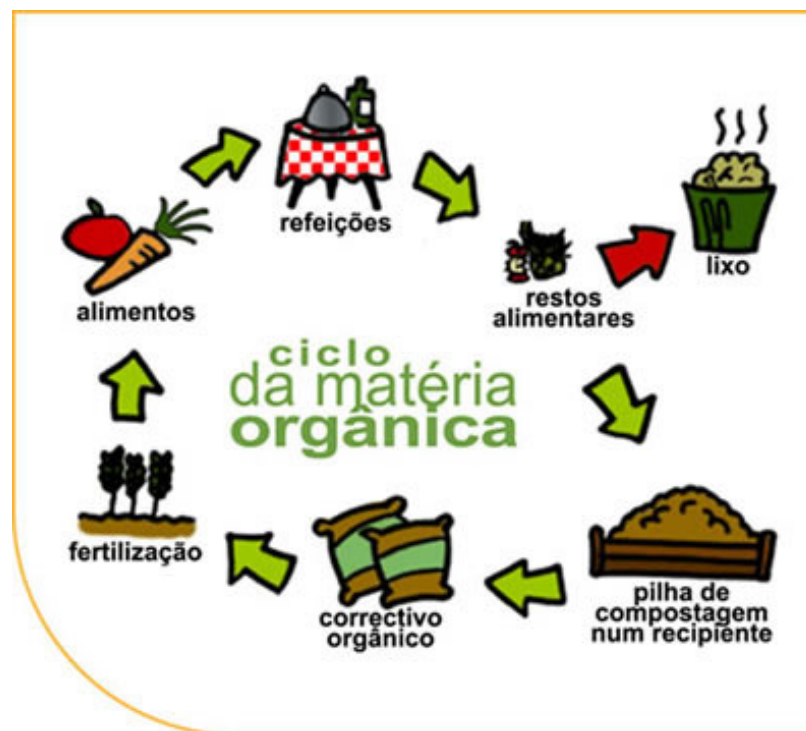 refeições
lixo
restos
alimentares
alimentos
ciclo
da matéria
orgânica
fertilização
correctivo
orgânico
pilha de
compostagem
num recipiente